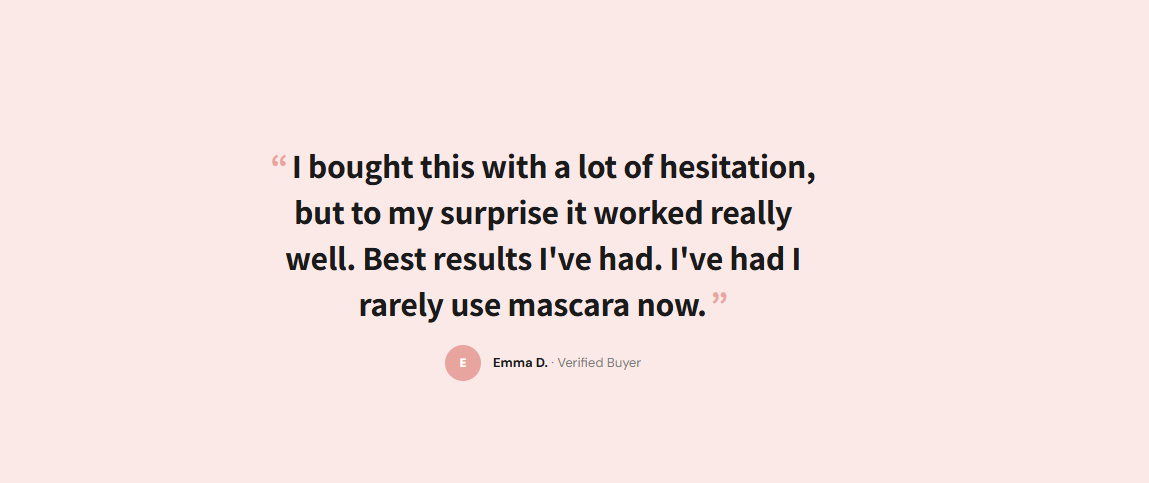 “ I bought this with a lot of hesitation,
but to my surprise it worked really
well. Best results I've had. I've had I
rarely use mascara now. ”
E Emma D. · Verified Buyer